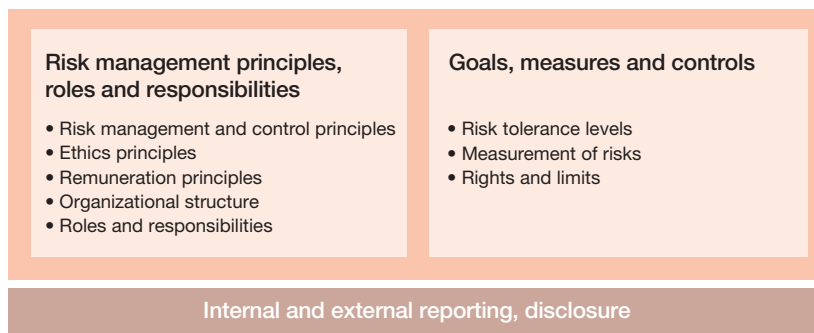 Risk management principles,
roles and responsibilities
• Risk management and control principles
• Ethics principles
• Remuneration principles
• Organizational structure
• Roles and responsibilities
Goals, measures and controls
• Risk tolerance levels
• Measurement of risks
• Rights and limits
Internal and external reporting, disclosure